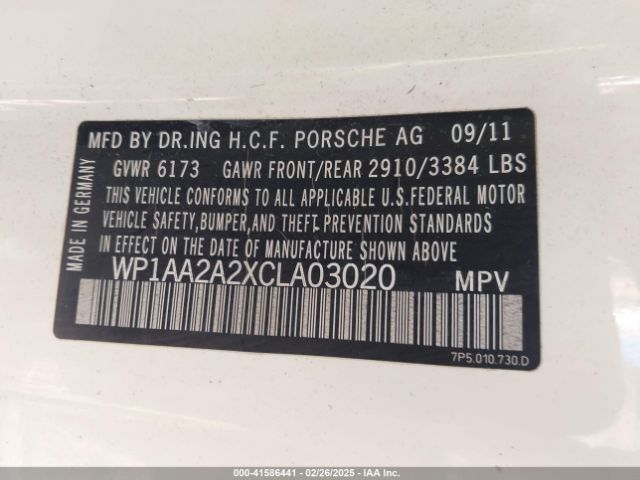 MFD BY DR.ING H.C.F. PORSCHE AG 09/11
GVWR 6173 GAWR FRONT/REAR 2910/3384 LBS
THIS VEHICLE CONFORMS TO ALL APPLICABLE U.S.FEDERAL MOTOR
VEHICLE SAFETY,BUMPER,AND THEFT-PREVENTION STANDARDS
IN EFFECT ON THE DATE OF MANUFACTURE SHOWN ABOVE
WP1AA2A2XCLA03020 MPV
MADE IN GERMANY
7P5.010.730.D
000-41586441 | 02/26/2025 | IAA Inc.